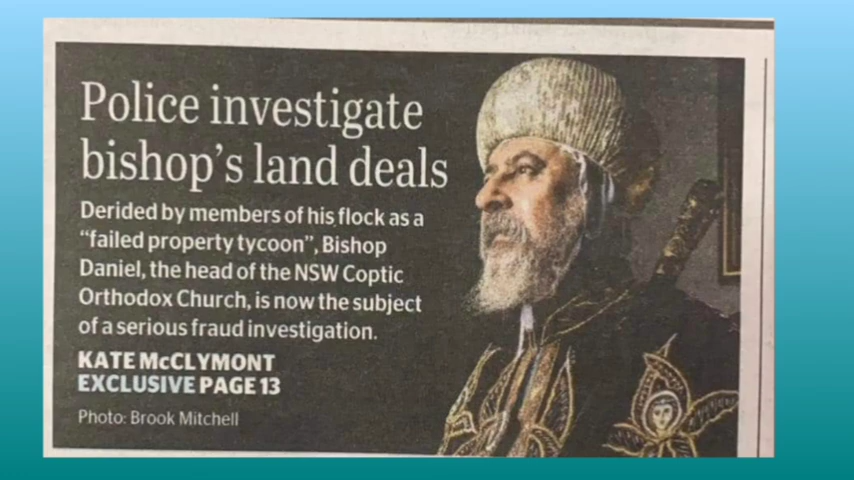 Police investigate
bishop's land deals
Derided by members of his flock as a
“failed property tycoon”, Bishop
Daniel, the head of the NSW Coptic
Orthodox Church, is now the subject
of a serious fraud investigation.
KATE McCLYMONT
EXCLUSIVE PAGE 13
Photo: Brook Mitchell